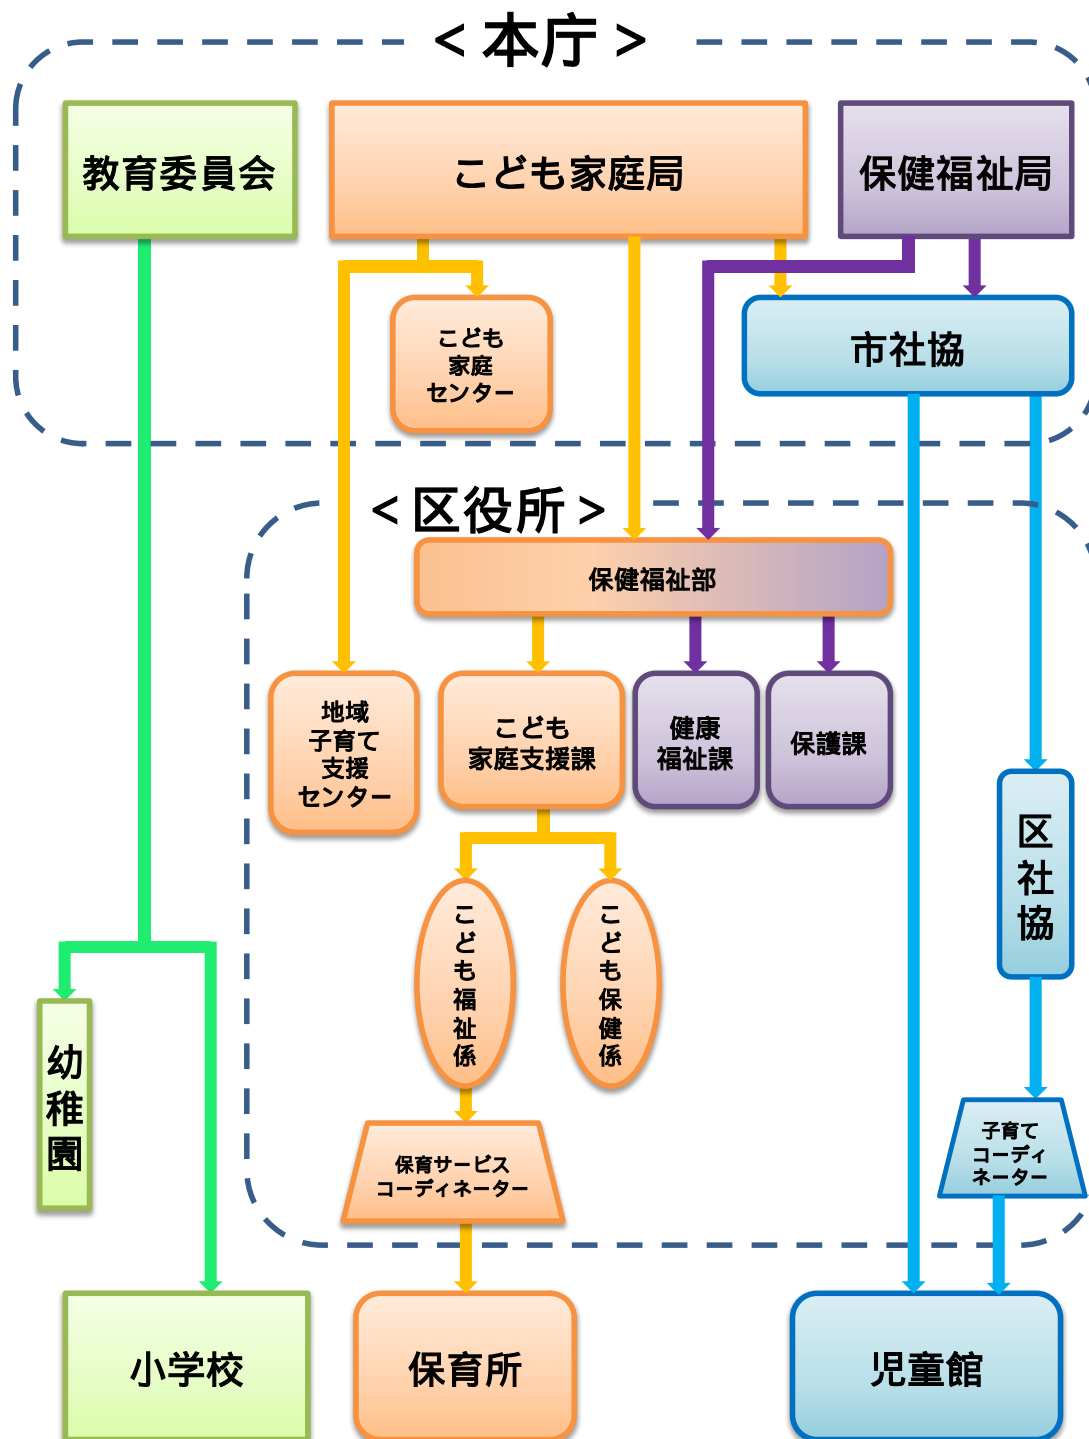 ＜本庁＞
教育委員会
こども家庭局
保健福祉局
こども
家庭
センター
市社協
＜区役所＞
保健福祉部
地域
子育て
支援
センター
こども
家庭支援課
健康
福祉課
保護課
区社協
こども福祉係
こども保健係
幼稚園
保育サービス
コーディネーター
子育て
コーディ
ネーター
小学校
保育所
児童館